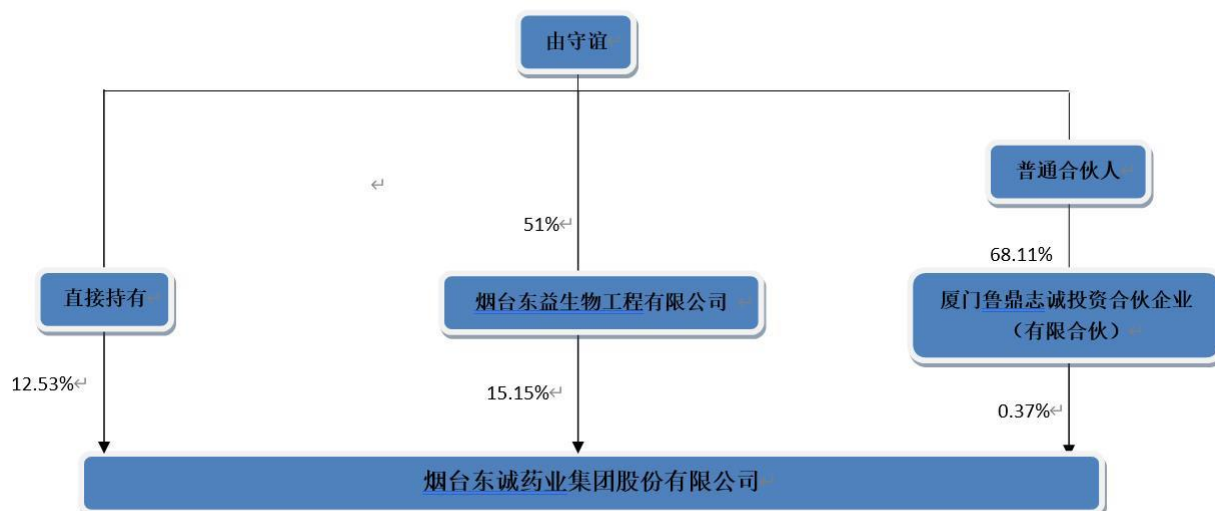 由守谊
普通合伙人
51%
68.11%
直接持有
烟台东益生物工程有限公司
厦门鲁鼎志诚投资合伙企业
（有限合伙）
12.53%
15.15%
0.37%
烟台东诚药业集团股份有限公司